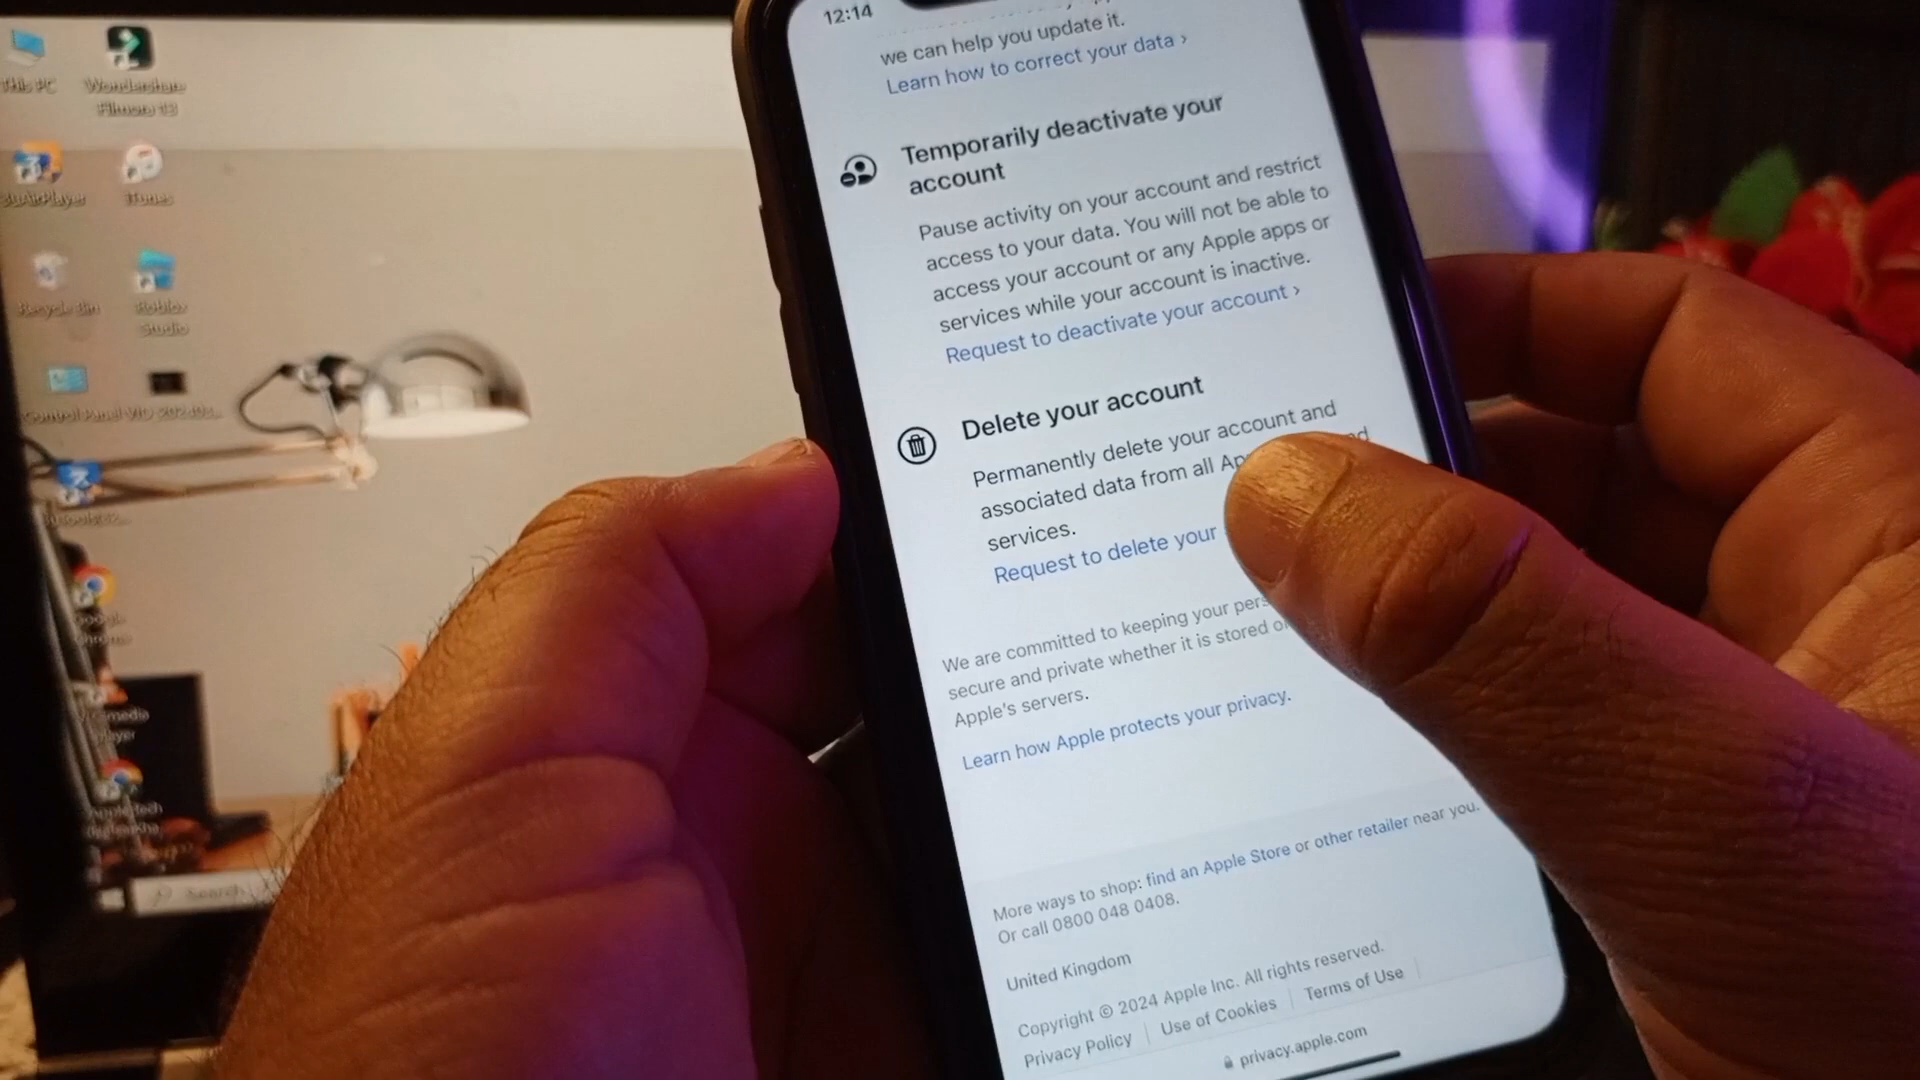 This PC
Wondershare
Filmora 13
iTunes
Recycle Bin
Roblox
Studio
Control Panel
Google
Chrome
media
player
Search
12:14
we can help you update it.
Learn how to correct your data ›
Temporarily deactivate your
account
Pause activity on your account and restrict
access to your data. You will not be able to
access your account or any Apple apps or
services while your account is inactive.
Request to deactivate your account ›
Delete your account
Permanently delete your account and
associated data from all
services.
Request to delete your
We are committed to keeping your
secure and private whether it is stored
Apple's servers.
Learn how Apple protects your privacy.
More ways to shop: find an Apple Store or other retailer near you.
Or call 0800 048 0408.
United Kingdom
Copyright © 2024 Apple Inc. All rights reserved.
Privacy Policy | Use of Cookies | Terms of Use |
privacy.apple.com